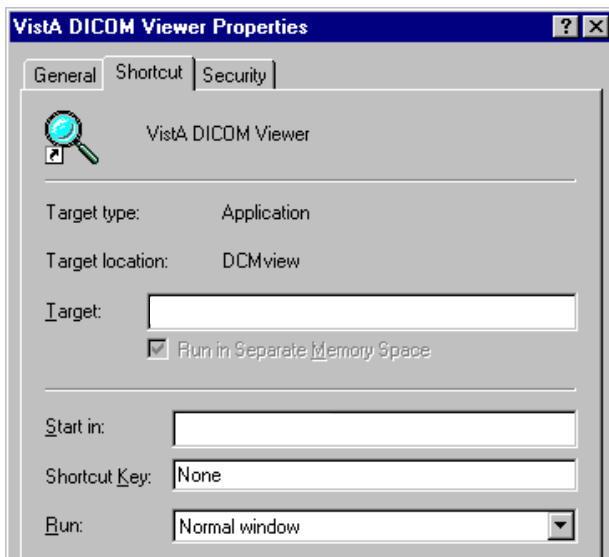 VistA DICOM Viewer Properties ? X
General Shortcut Security
VistA DICOM Viewer
Target type: Application
Target location: DCMview
Target:
Run in Separate Memory Space
Start in:
Shortcut Key: None
Run: Normal window